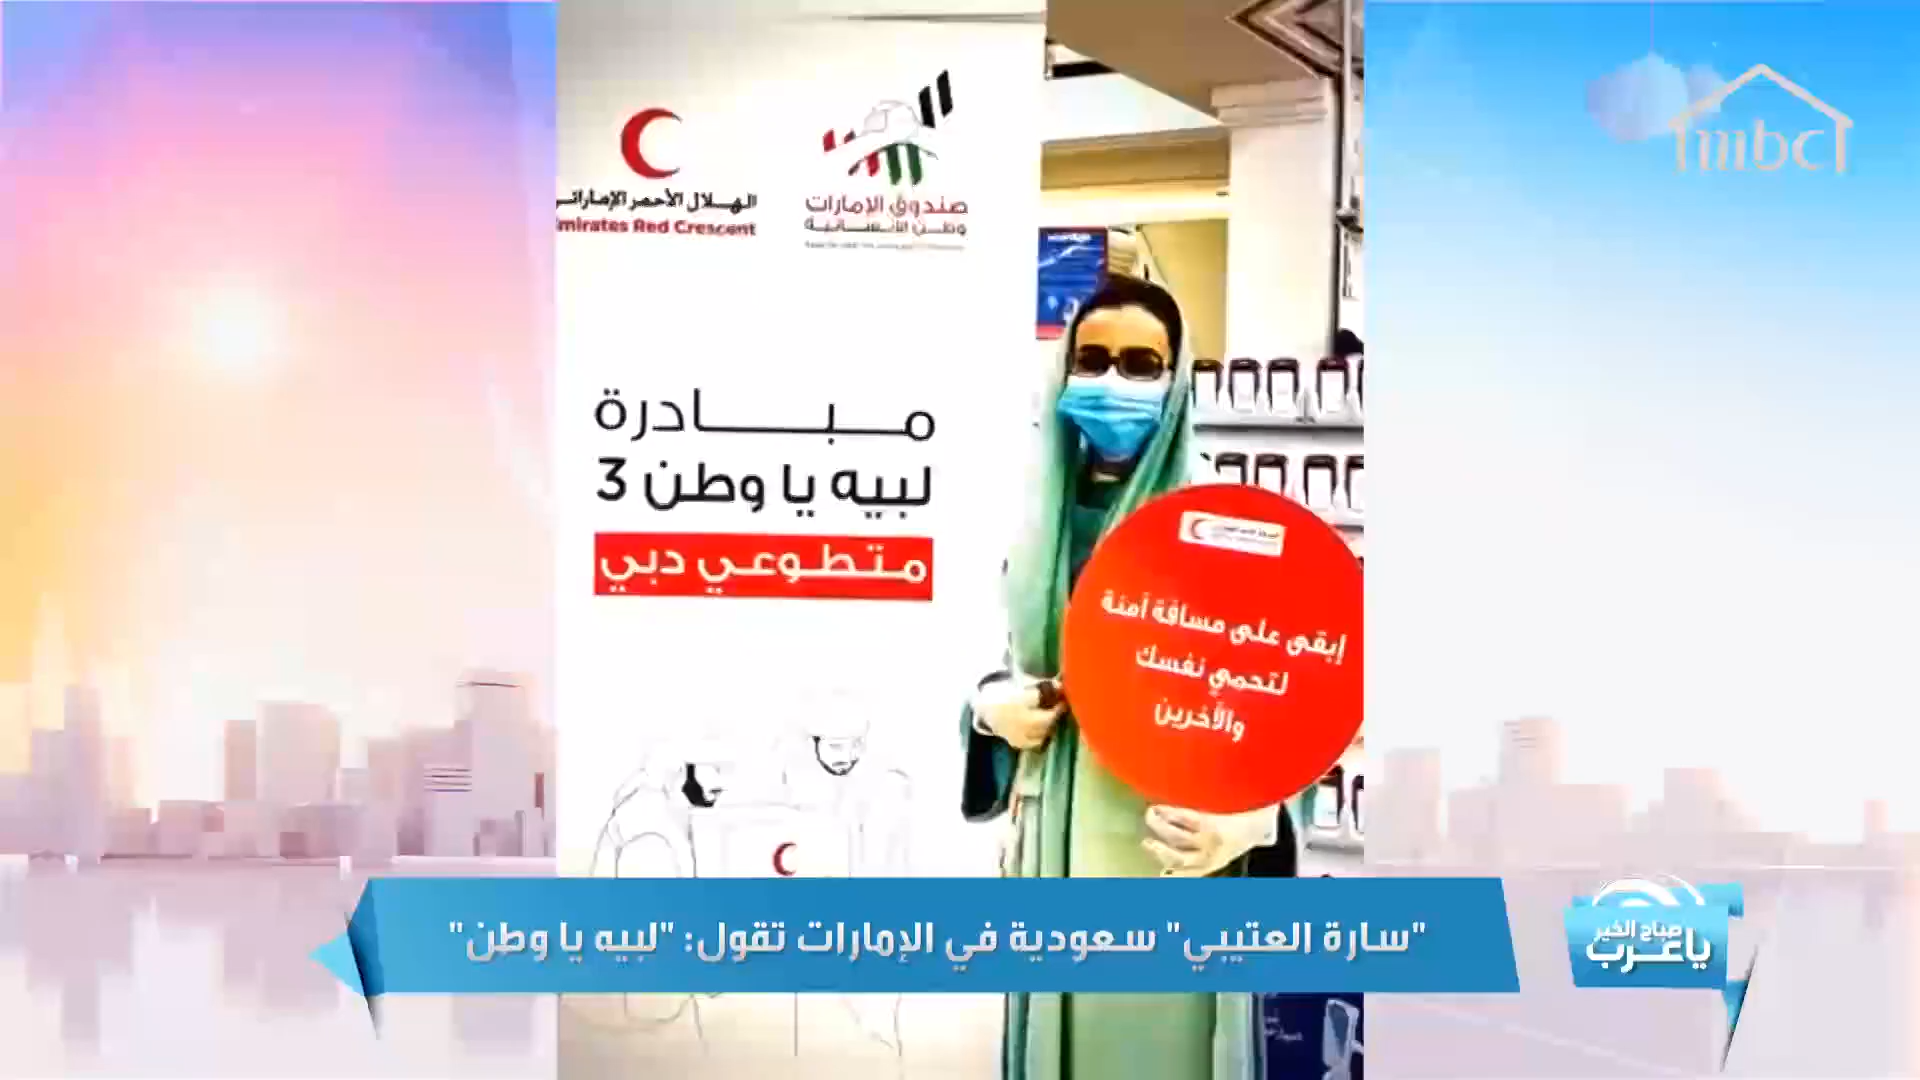 mbc
الهلال الأحمر الإماراتي
mirates Red Crescent
صندوق الإمارات
وطن الإنسانية
مبادرة
لبيه يا وطن 3
متطوعي دبي
إبقى على مسافة آمنة
لتحمي نفسك
والآخرين
"سارة العتيبي" سعودية في الإمارات تقول: "لبيه يا وطن"
صباح الخير
ياعرب